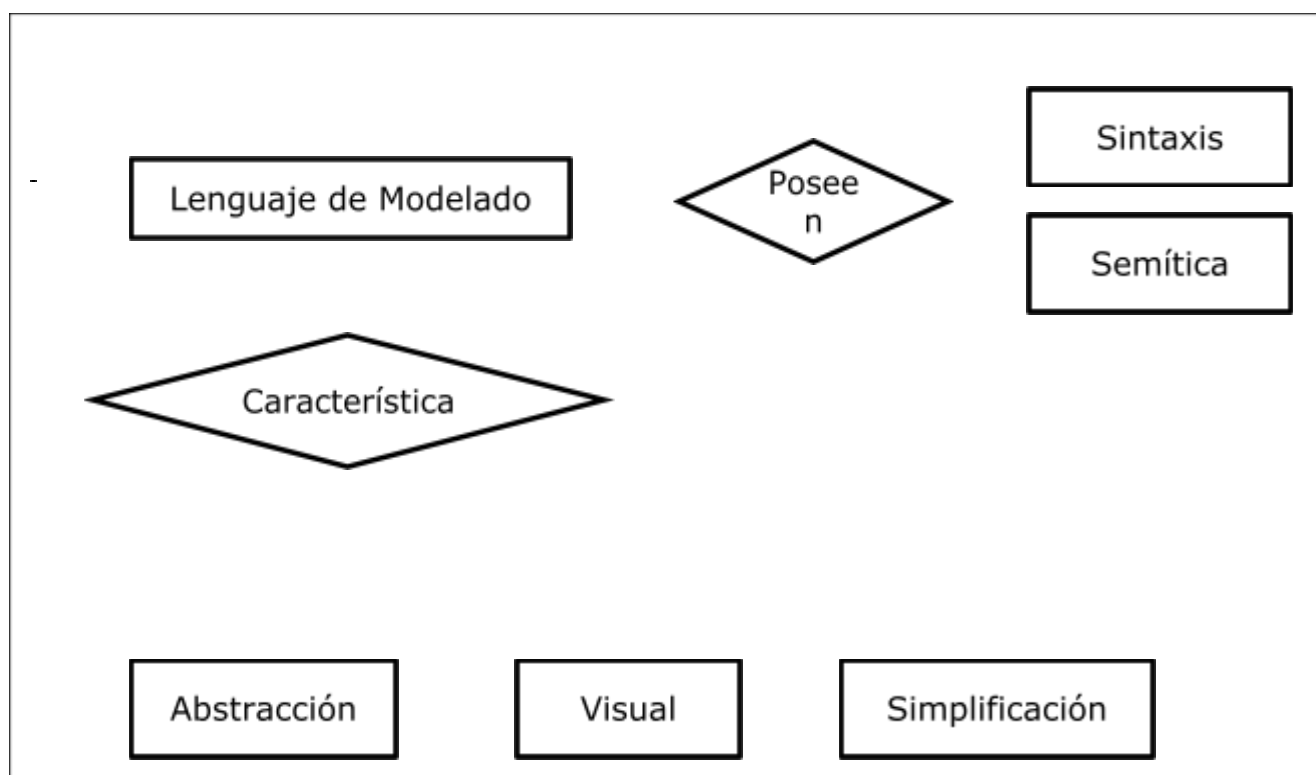 Sintaxis
-
Lenguaje de Modelado
Posee
n
Semítica
Característica
Abstracción
Visual
Simplificación